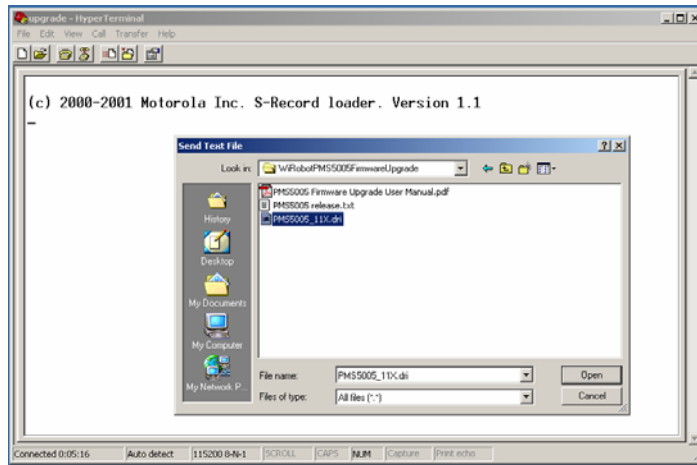 upgrade - HyperTerminal
File Edit View Call Transfer Help
(c) 2000-2001 Motorola Inc. S-Record loader. Version 1.1
Send Text File
Look in: WiRobotPMS5005FirmwareUpgrade
PMS5005 Firmware Upgrade User Manual.pdf
PMS5005 release.txt
PMS5005_11X.dri
History
Desktop
My Documents
My Computer
My Network P...
File name: PMS5005_11X.dri Open
Files of type: All files (*.*) Cancel
Connected 0:05:16 Auto detect 115200 8-N-1 SCROLL CAPS NUM Capture Print echo